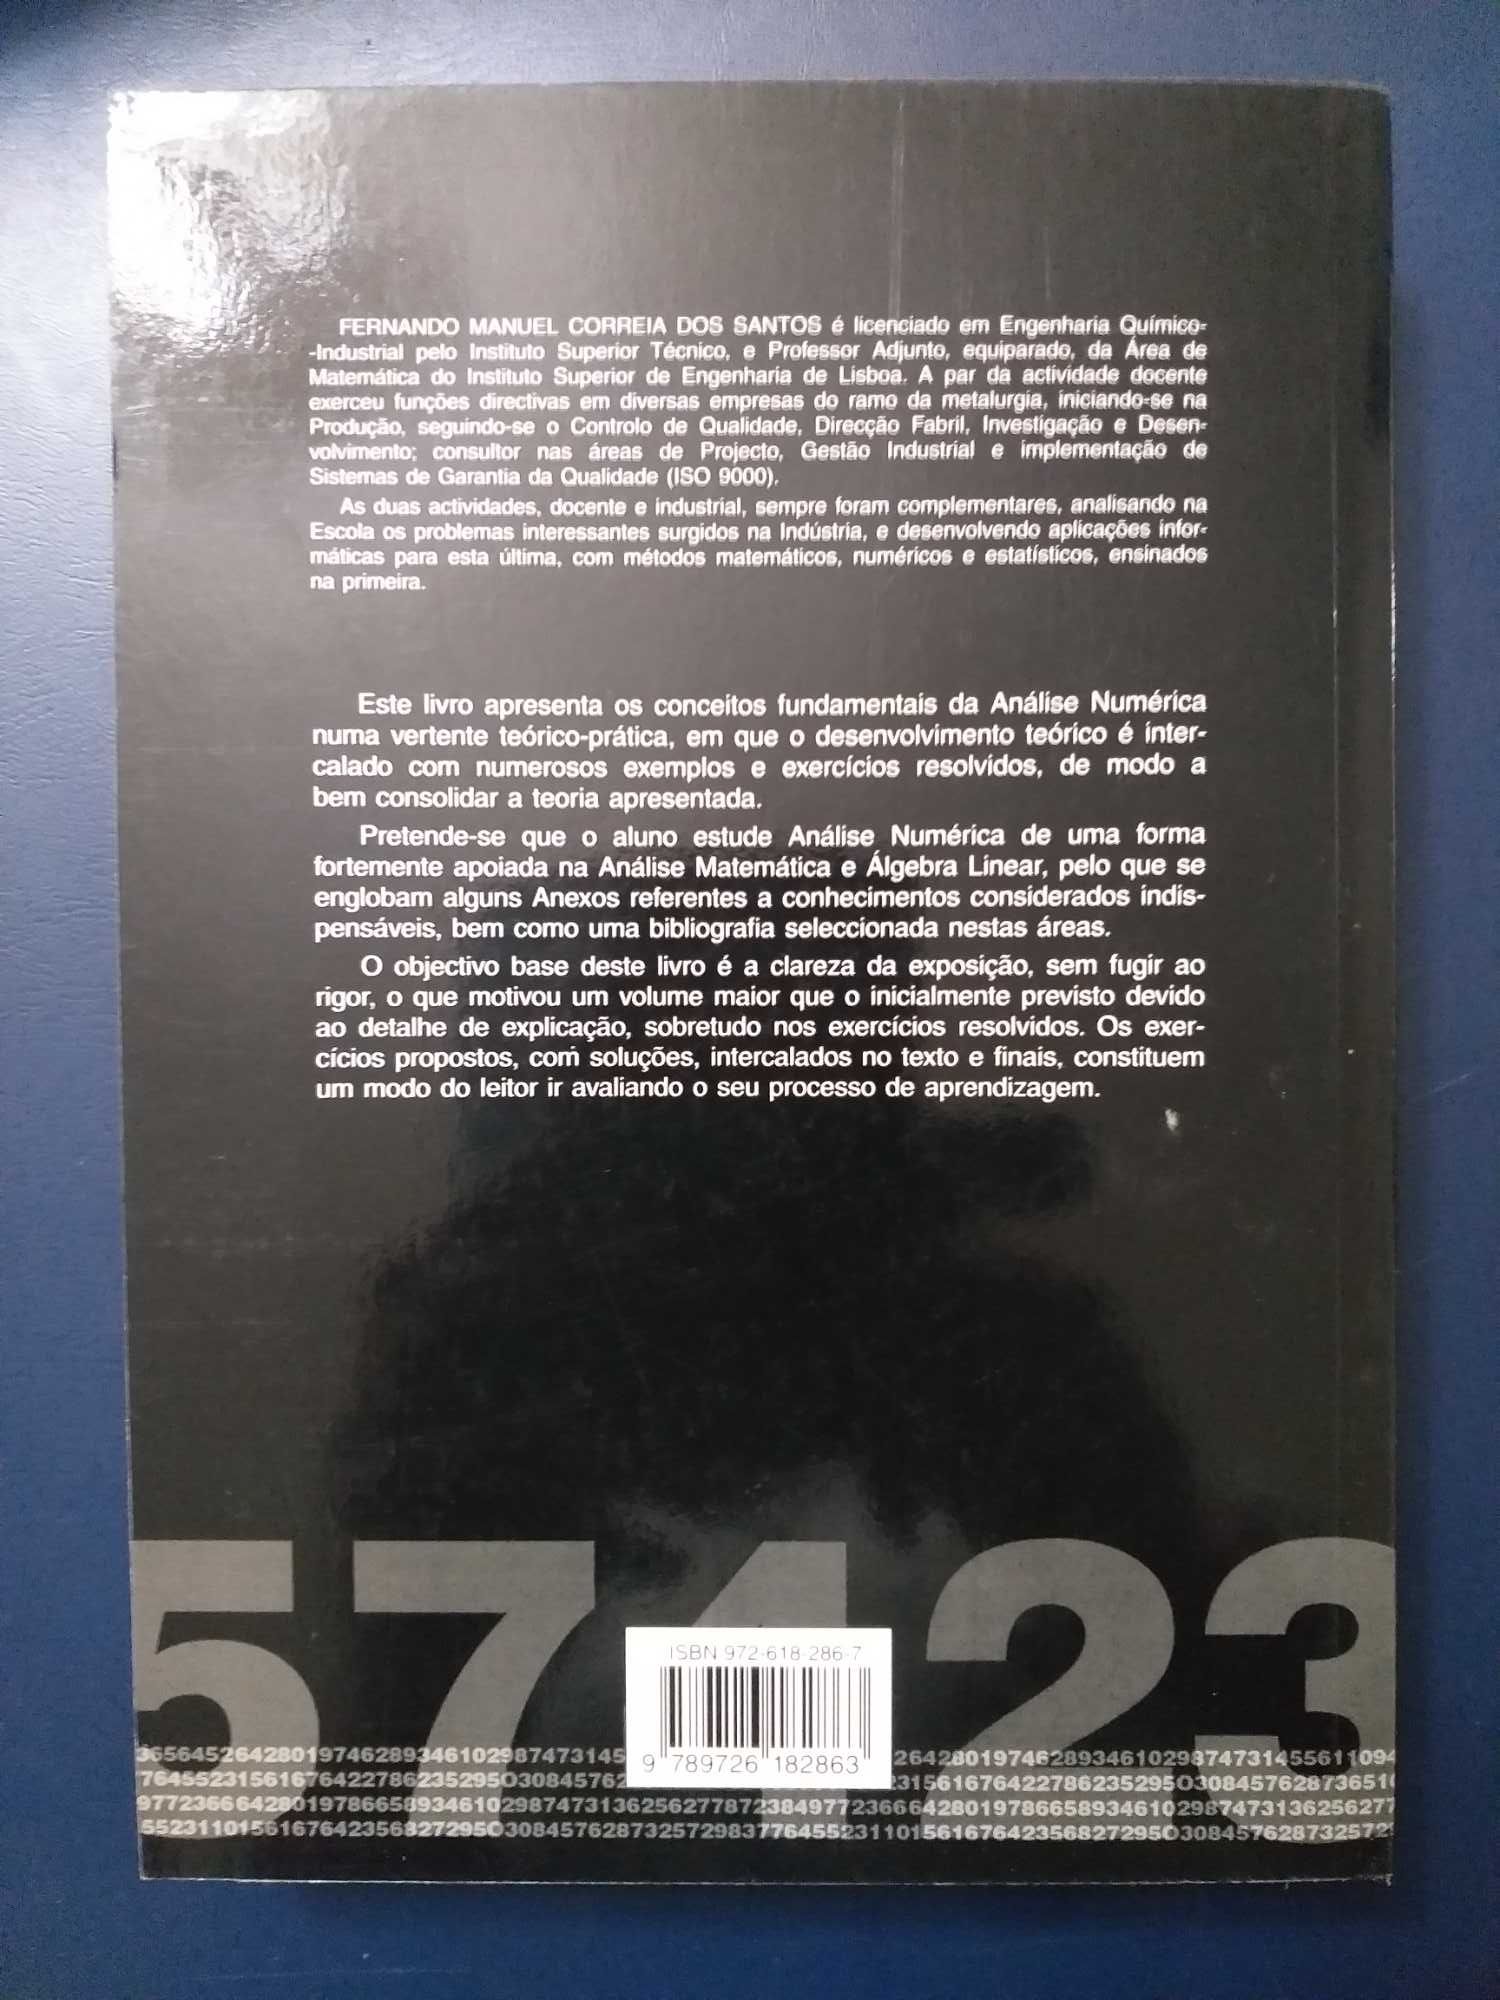 FERNANDO MANUEL CORREIA DOS SANTOS é licenciado em Engenharia Químico-
-Industrial pelo Instituto Superior Técnico, e Professor Adjunto, equiparado, da Área de
Matemática do Instituto Superior de Engenharia de Lisboa. A par da actividade docente
exerceu funções directivas em diversas empresas do ramo da metalurgia, iniciando-se na
Produção, seguindo-se o Controlo de Qualidade, Direcção Fabril, Investigação e Desen-
volvimento; consultor nas áreas de Projecto, Gestão Industrial e implementação de
Sistemas de Garantia da Qualidade (ISO 9000).
As duas actividades, docente e industrial, sempre foram complementares, analisando na
Escola os problemas interessantes surgidos na Indústria, e desenvolvendo aplicações infor-
máticas para esta última, com métodos matemáticos, numéricos e estatísticos, ensinados
na primeira.
Este livro apresenta os conceitos fundamentais da Análise Numérica
numa vertente teórico-prática, em que o desenvolvimento teórico é inter-
calado com numerosos exemplos e exercícios resolvidos, de modo a
bem consolidar a teoria apresentada.
Pretende-se que o aluno estude Análise Numérica de uma forma
fortemente apoiada na Análise Matemática e Álgebra Linear, pelo que se
englobam alguns Anexos referentes a conhecimentos considerados indis-
pensáveis, bem como uma bibliografia seleccionada nestas áreas.
O objectivo base deste livro é a clareza da exposição, sem fugir ao
rigor, o que motivou um volume maior que o inicialmente previsto devido
ao detalhe de explicação, sobretudo nos exercícios resolvidos. Os exer-
cícios propostos, com soluções, intercalados no texto e finais, constituem
um modo do leitor ir avaliando o seu processo de aprendizagem.
57123
ISBN 972-618-286-7
9 789726 182863
36564526428019746289346102987473145 264280197462893461029874731455611094
76455231561676422786235295030845762 2315616764227862352950308457628736510
977236664280197866589346102987473136256277872384977236664280197866589346102987473136256277
552311015616764235682729503084576287325729837764552311015616764235682729503084576287325729